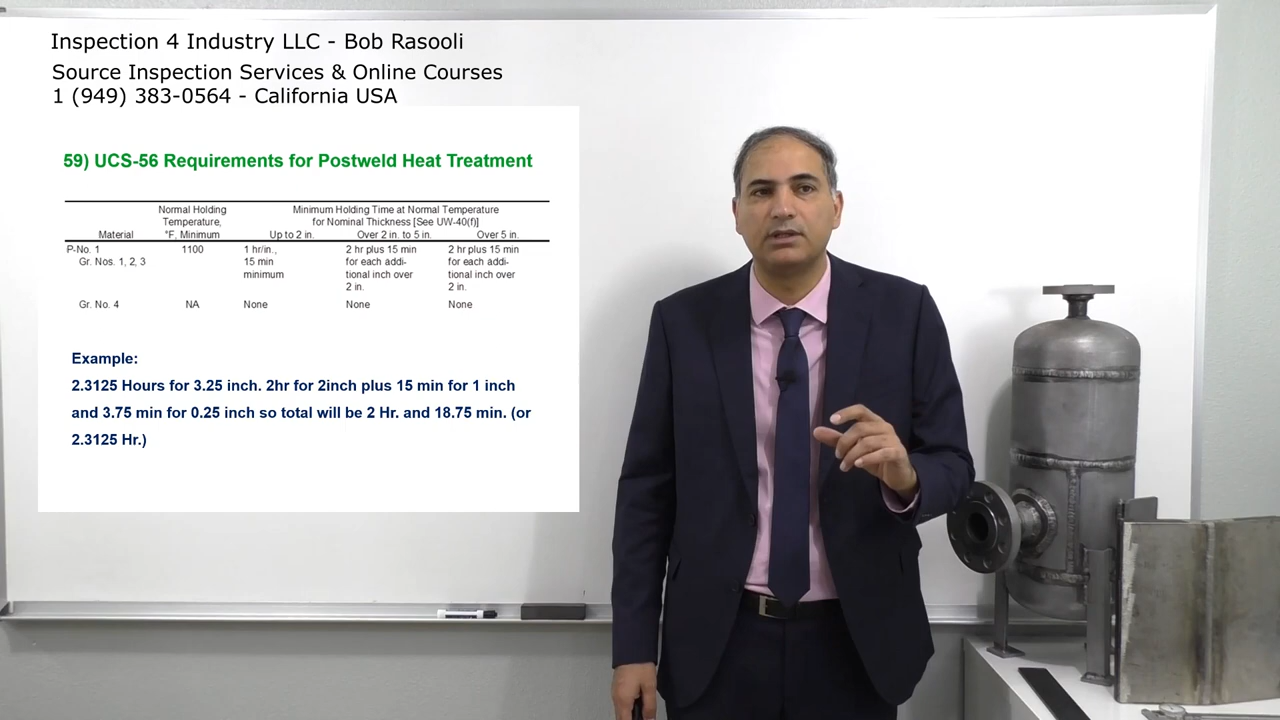 Inspection 4 Industry LLC - Bob Rasooli
Source Inspection Services & Online Courses
1 (949) 383-0564 - California USA
59) UCS-56 Requirements for Postweld Heat Treatment
Material
Normal Holding
Temperature,
°F, Minimum
Minimum Holding Time at Normal Temperature
for Nominal Thickness [See UW-40(f)]
Up to 2 in.
Over 2 in. to 5 in.
Over 5 in.
P-No. 1
Gr. Nos. 1, 2, 3
1100
1 hr/in.,
15 min
minimum
2 hr plus 15 min
for each addi-
tional inch over
2 in.
2 hr plus 15 min
for each addi-
tional inch over
2 in.
Gr. No. 4
NA
None
None
None
Example:
2.3125 Hours for 3.25 inch. 2hr for 2inch plus 15 min for 1 inch
and 3.75 min for 0.25 inch so total will be 2 Hr. and 18.75 min. (or
2.3125 Hr.)